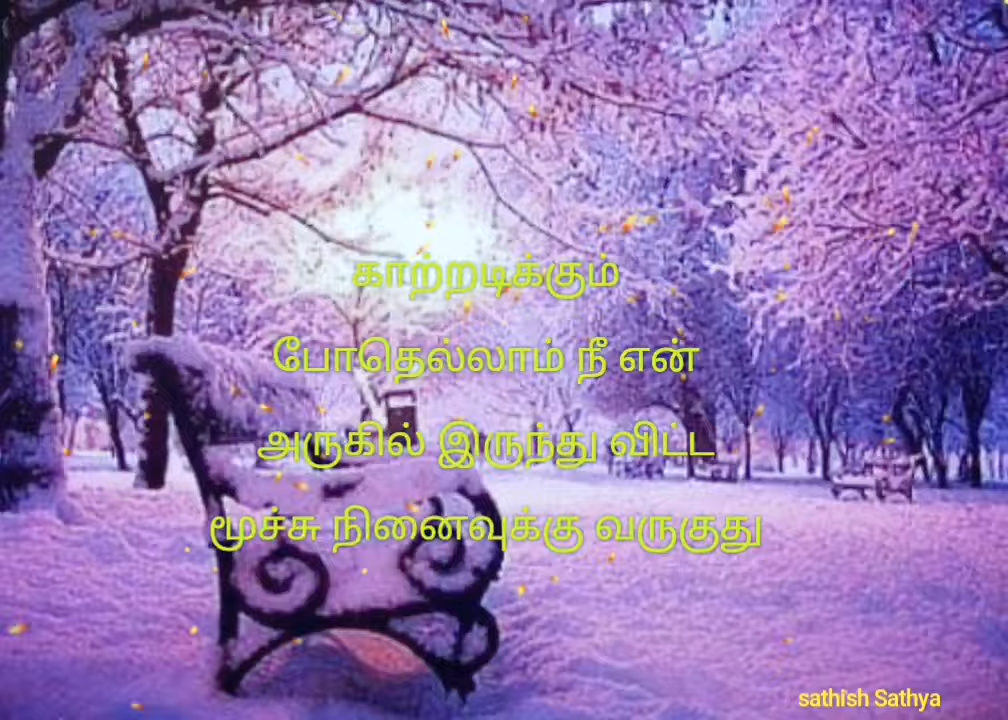 காற்றடிக்கும்
போதெல்லாம் நீ என்
அருகில் இருந்து விட்ட
மூச்சு நினைவுக்கு வருகுது
sathish Sathya